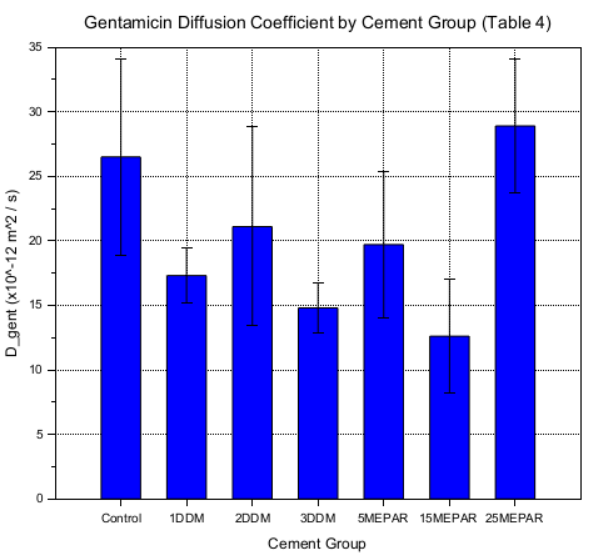 Gentamicin Diffusion Coefficient by Cement Group (Table 4)
D_gent (x10^-12 m^2 / s)
35
30
25
20
15
10
5
0
Control 1DDM 2DDM 3DDM 5MEPAR 15MEPAR 25MEPAR
Cement Group